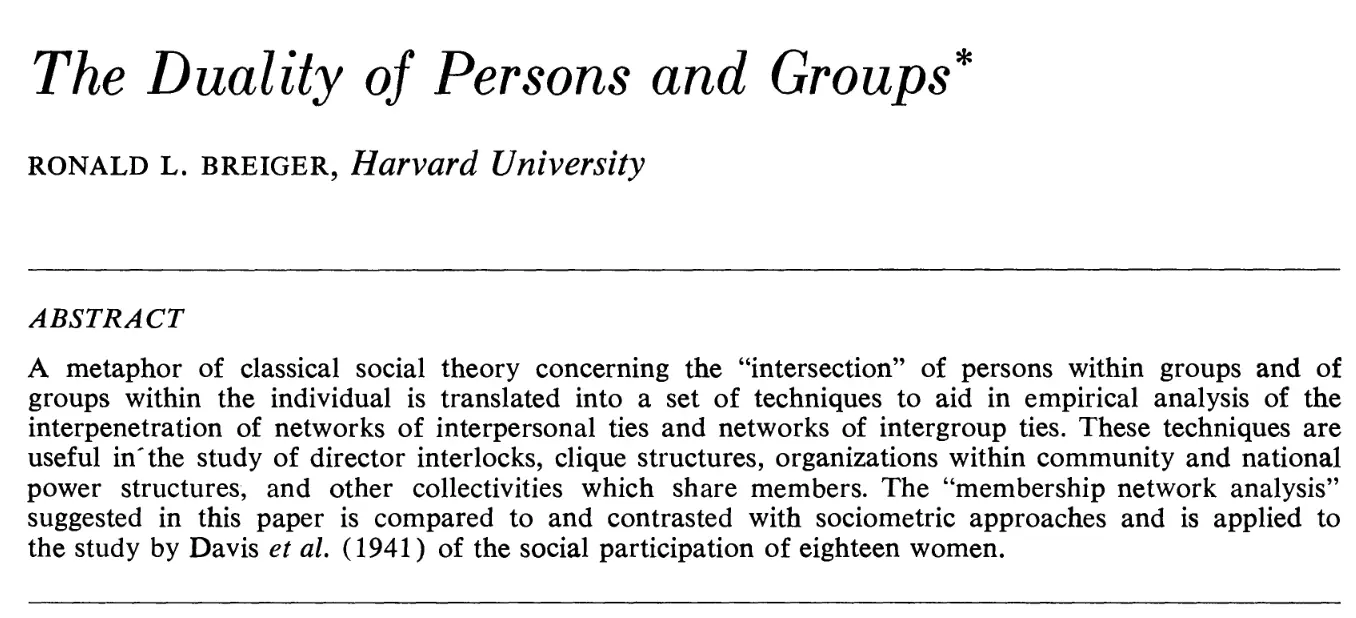 The Duality of Persons and Groups*
RONALD L. BREIGER, Harvard University
ABSTRACT
A metaphor of classical social theory concerning the “intersection” of persons within groups and of
groups within the individual is translated into a set of techniques to aid in empirical analysis of the
interpenetration of networks of interpersonal ties and networks of intergroup ties. These techniques are
useful in the study of director interlocks, clique structures, organizations within community and national
power structures, and other collectivities which share members. The “membership network analysis”
suggested in this paper is compared to and contrasted with sociometric approaches and is applied to
the study by Davis et al. (1941) of the social participation of eighteen women.